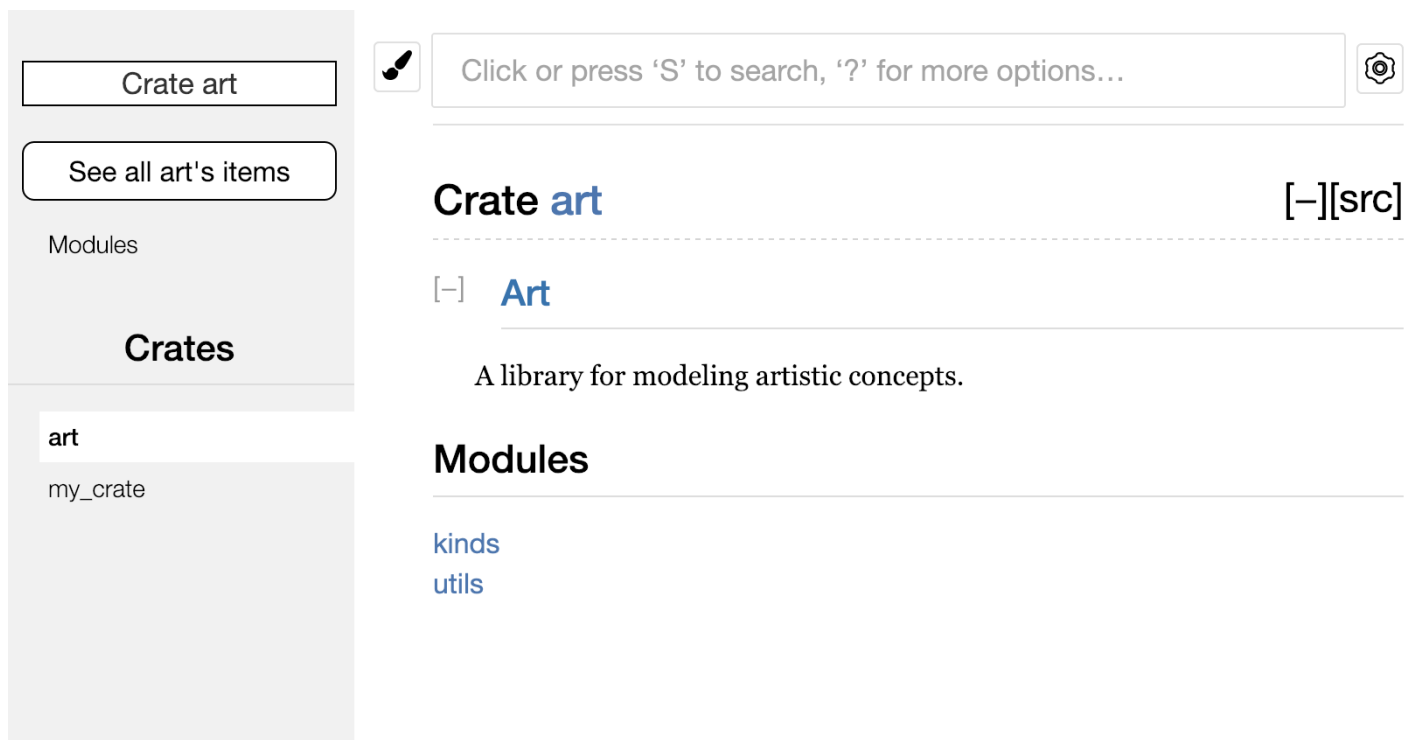 Crate art
See all art's items
Modules
Crates
art
my_crate
Click or press ‘S’ to search, ‘?’ for more options…
Crate art
[−][src]
[−]
Art
A library for modeling artistic concepts.
Modules
kinds
utils